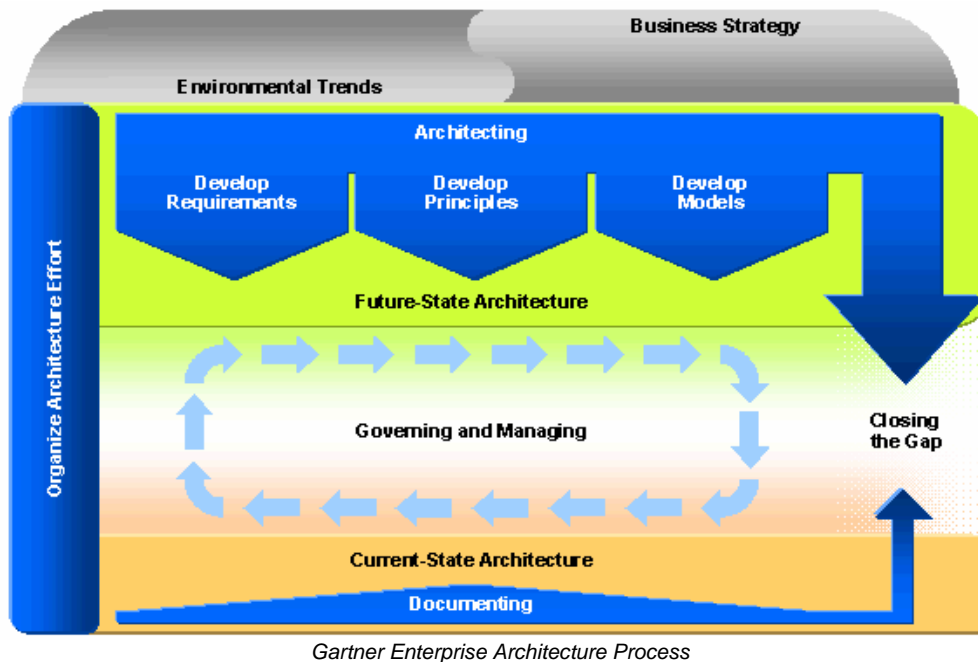 Business Strategy
Environmental Trends
Architecting
Develop
Requirements
Develop
Principles
Develop
Models
Organize Architecture Effort
Future-State Architecture
Governing and Managing
Closing
the Gap
Current-State Architecture
Documenting
Gartner Enterprise Architecture Process